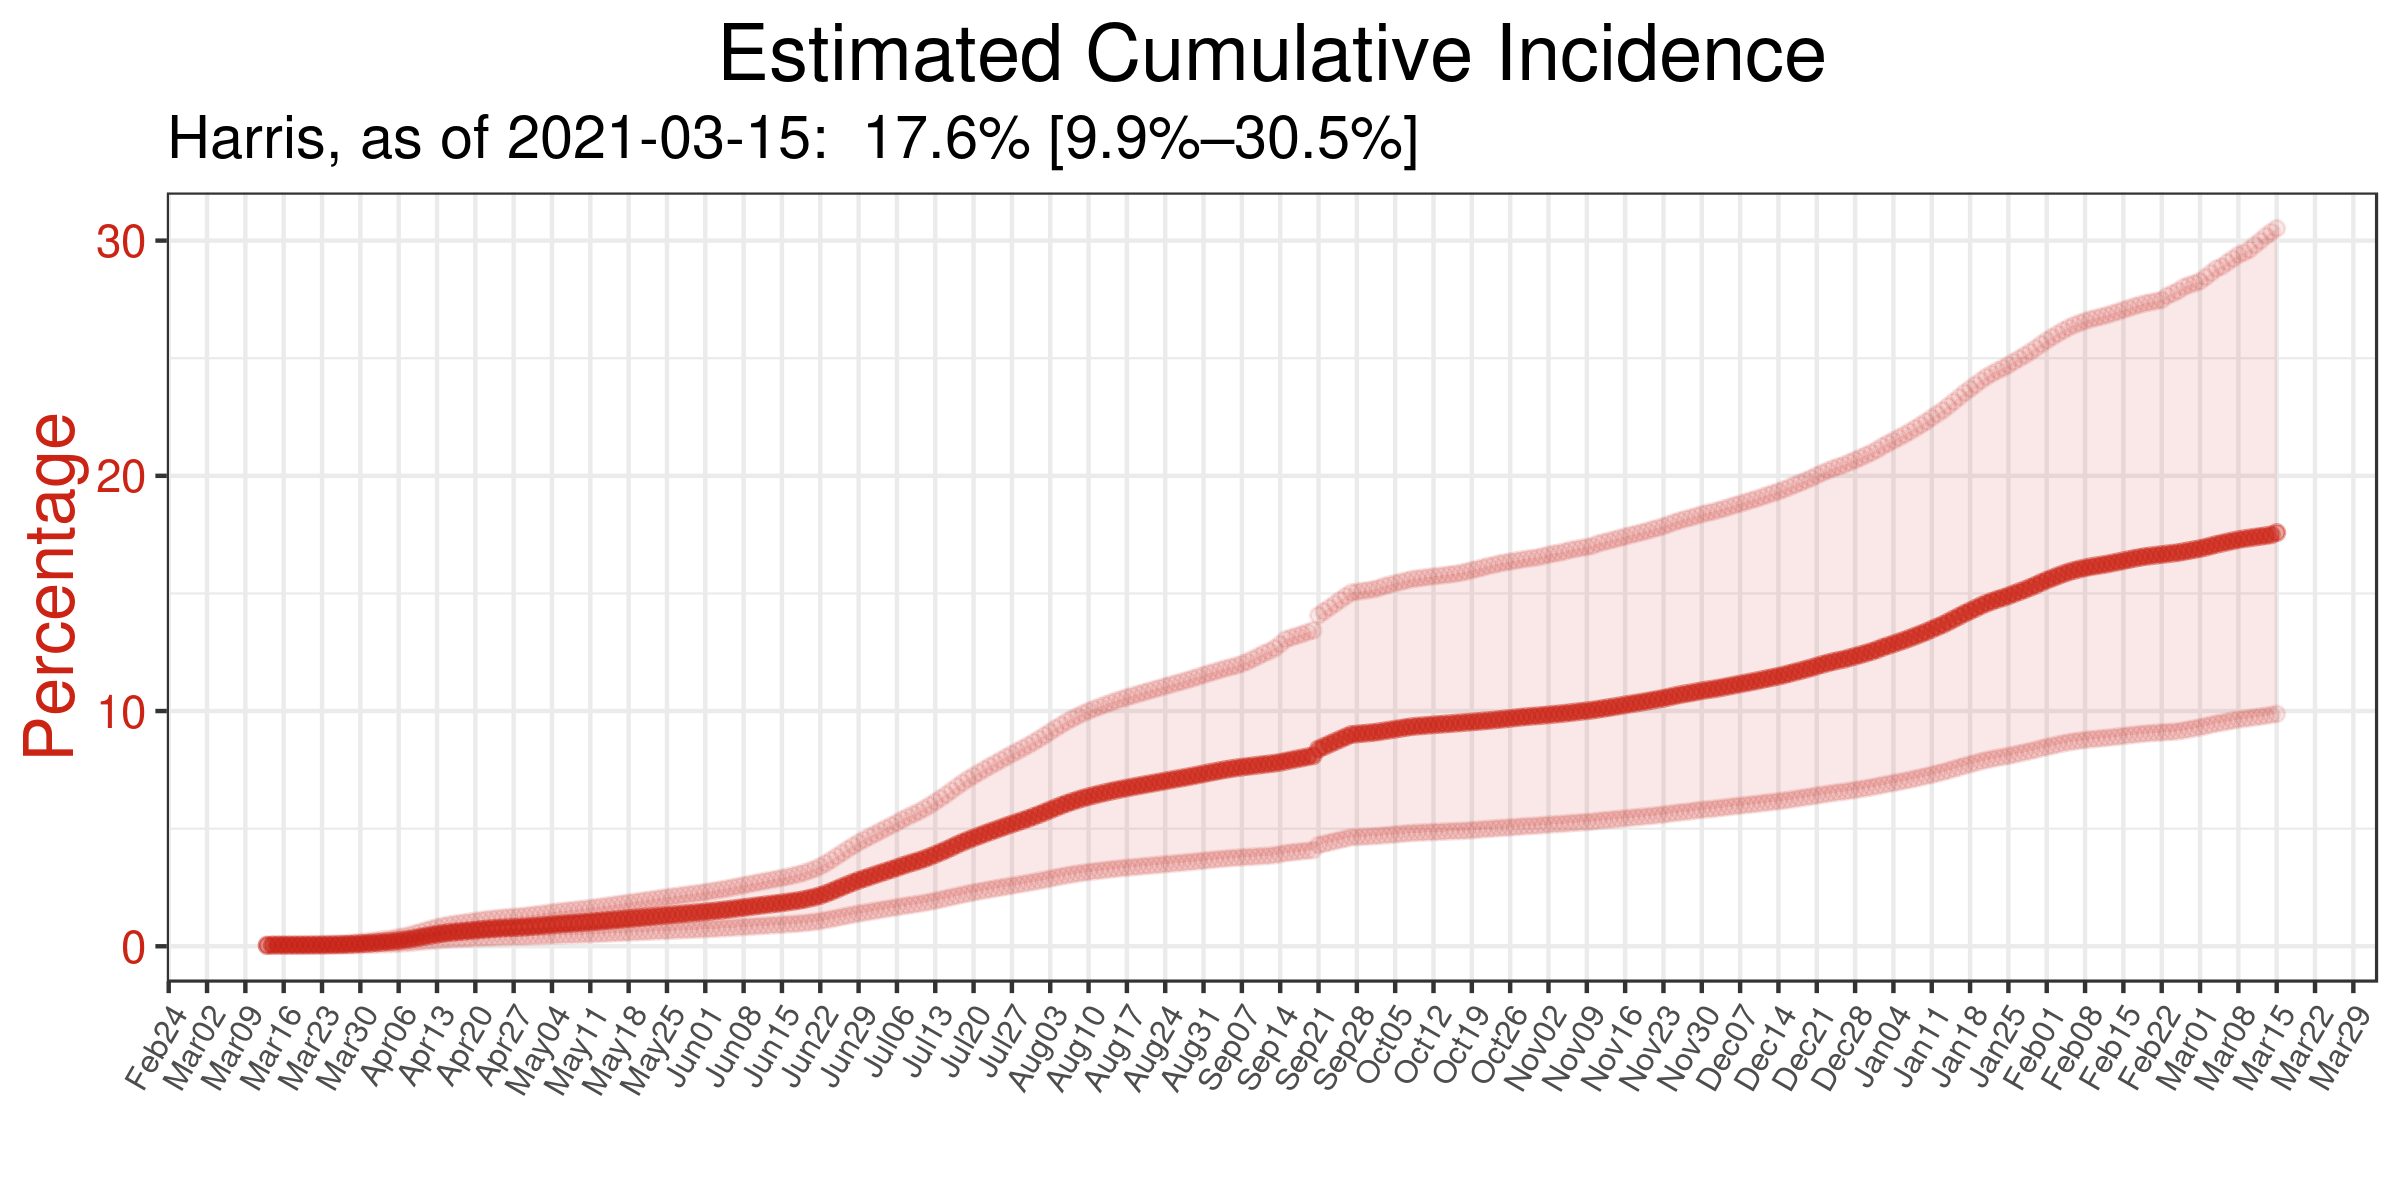 Estimated Cumulative Incidence
Harris, as of 2021-03-15:  17.6% [9.9%–30.5%]
Percentage
30
20
10
0
Feb24
Mar02
Mar09
Mar16
Mar23
Mar30
Apr06
Apr13
Apr20
Apr27
May04
May11
May18
May25
Jun01
Jun08
Jun15
Jun22
Jun29
Jul06
Jul13
Jul20
Jul27
Aug03
Aug10
Aug17
Aug24
Aug31
Sep07
Sep14
Sep21
Sep28
Oct05
Oct12
Oct19
Oct26
Nov02
Nov09
Nov16
Nov23
Nov30
Dec07
Dec14
Dec21
Dec28
Jan04
Jan11
Jan18
Jan25
Feb01
Feb08
Feb15
Feb22
Mar01
Mar08
Mar15
Mar22
Mar29